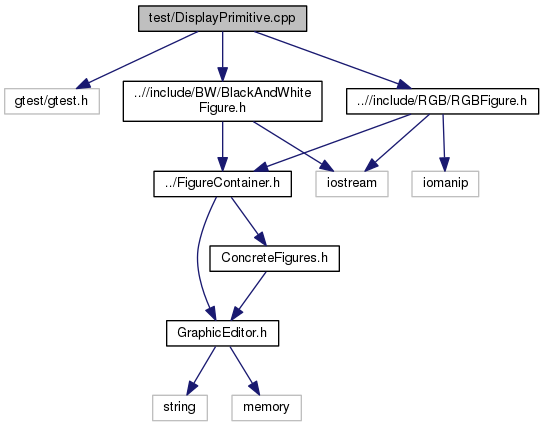 test/DisplayPrimitive.cpp
gtest/gtest.h
..//include/BW/BlackAndWhite
Figure.h
..//include/RGB/RGBFigure.h
../FigureContainer.h
iostream
iomanip
ConcreteFigures.h
GraphicEditor.h
string
memory